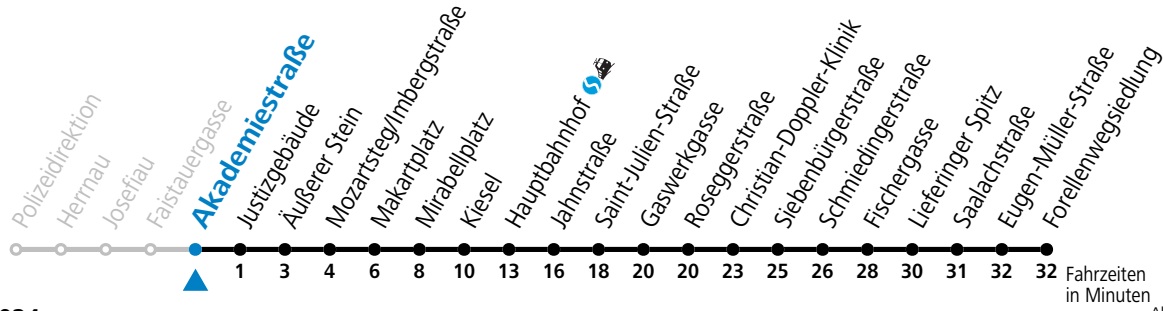 Polizeidirektion
Herrnau
Josefiau
Faistauergasse
Akademiestraße
Justizgebäude
Äußerer Stein
Mozartsteg/Imbergstraße
Makartplatz
Mirabellplatz
Kiesel
Hauptbahnhof
Jahnstraße
Saint-Julien-Straße
Gaswerkgasse
Roseggerstraße
Christian-Doppler-Klinik
Siebenbürgerstraße
Schmiedingerstraße
Fischergasse
Lieferinger Spitz
Saalachstraße
Eugen-Müller-Straße
Forellenwegsiedlung
1 3 4 6 8 10 13 16 18 20 20 23 25 26 28 30 31 32 32
Fahrzeiten
in Minuten